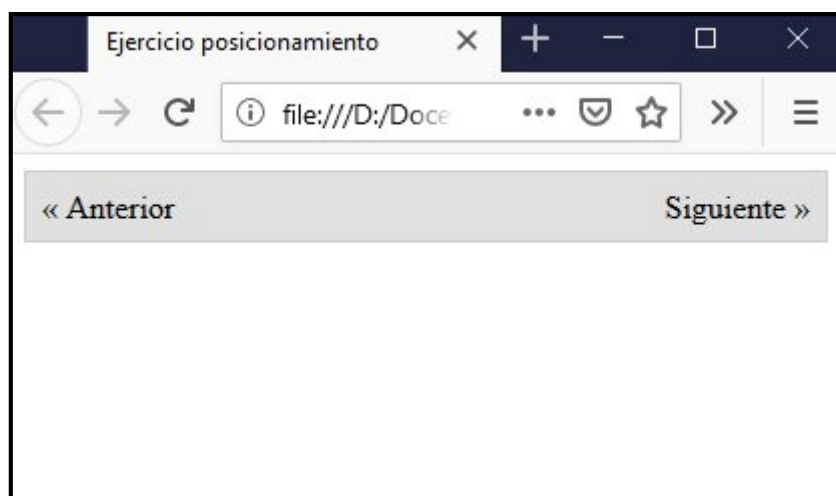 Ejercicio posicionamiento
file:///D:/Doce
« Anterior
Siguiente »